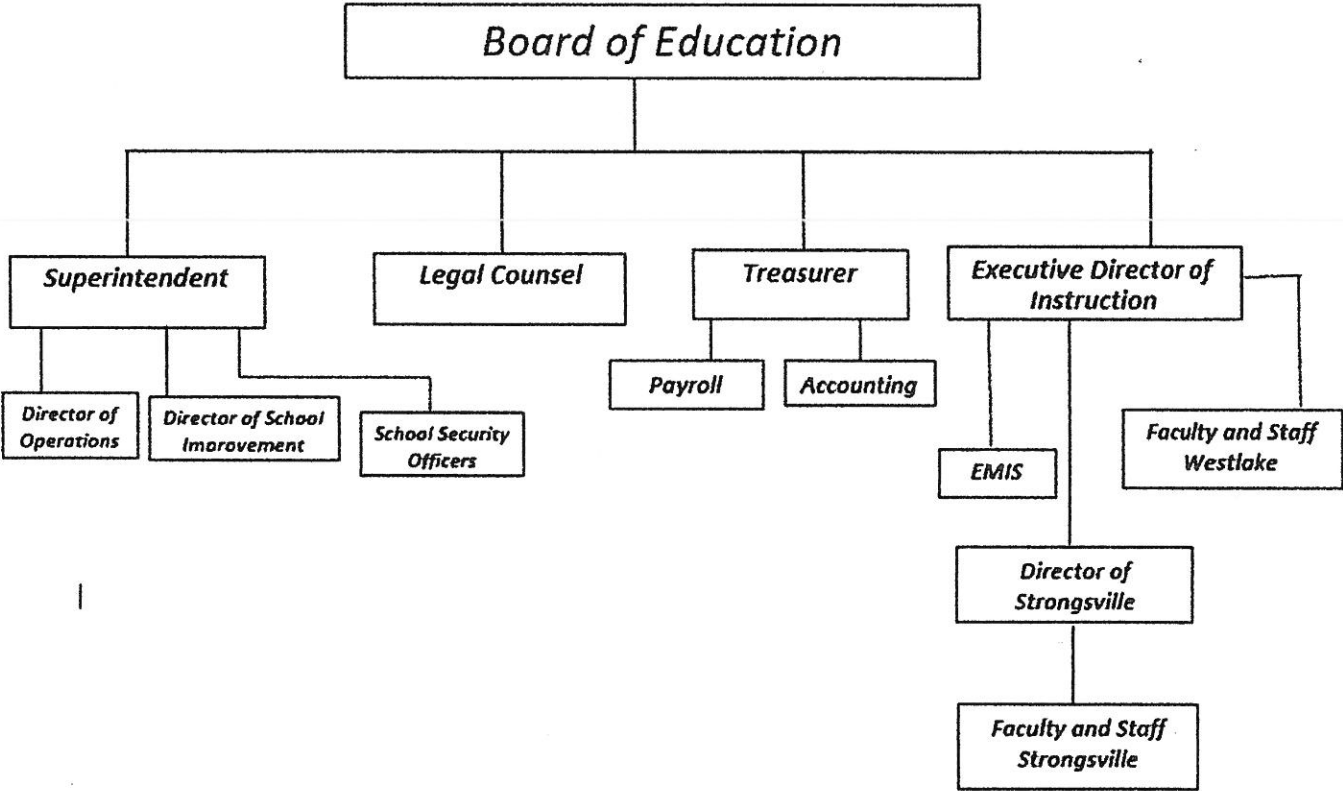 Board of Education
Superintendent
Legal Counsel
Treasurer
Executive Director of
Instruction
Director of
Operations
Director of School
Imorovement
School Security
Officers
Payroll
Accounting
EMIS
Faculty and Staff
Westlake
Director of
Strongsville
Faculty and Staff
Strongsville